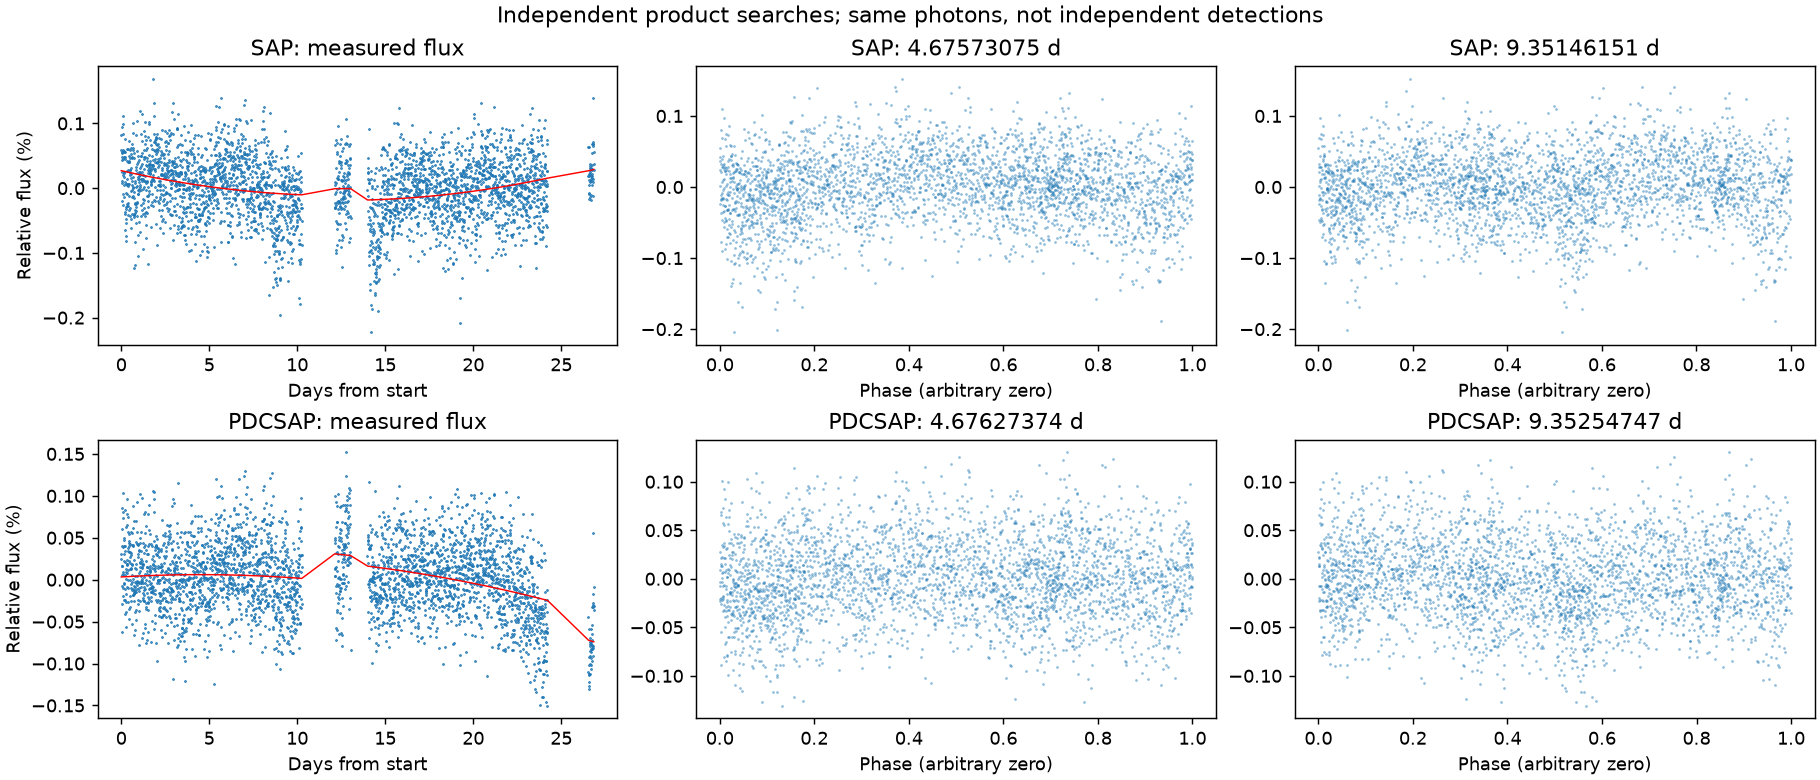 Independent product searches; same photons, not independent detections
SAP: measured flux
SAP: 4.67573075 d
SAP: 9.35146151 d
Relative flux (%)
0.1
0.0
−0.1
−0.2
0 5 10 15 20 25
Days from start
0.1
0.0
−0.1
−0.2
0.0 0.2 0.4 0.6 0.8 1.0
Phase (arbitrary zero)
0.1
0.0
−0.1
−0.2
0.0 0.2 0.4 0.6 0.8 1.0
Phase (arbitrary zero)
PDCSAP: measured flux
PDCSAP: 4.67627374 d
PDCSAP: 9.35254747 d
Relative flux (%)
0.15
0.10
0.05
0.00
−0.05
−0.10
−0.15
0 5 10 15 20 25
Days from start
0.10
0.05
0.00
−0.05
−0.10
0.0 0.2 0.4 0.6 0.8 1.0
Phase (arbitrary zero)
0.10
0.05
0.00
−0.05
−0.10
0.0 0.2 0.4 0.6 0.8 1.0
Phase (arbitrary zero)